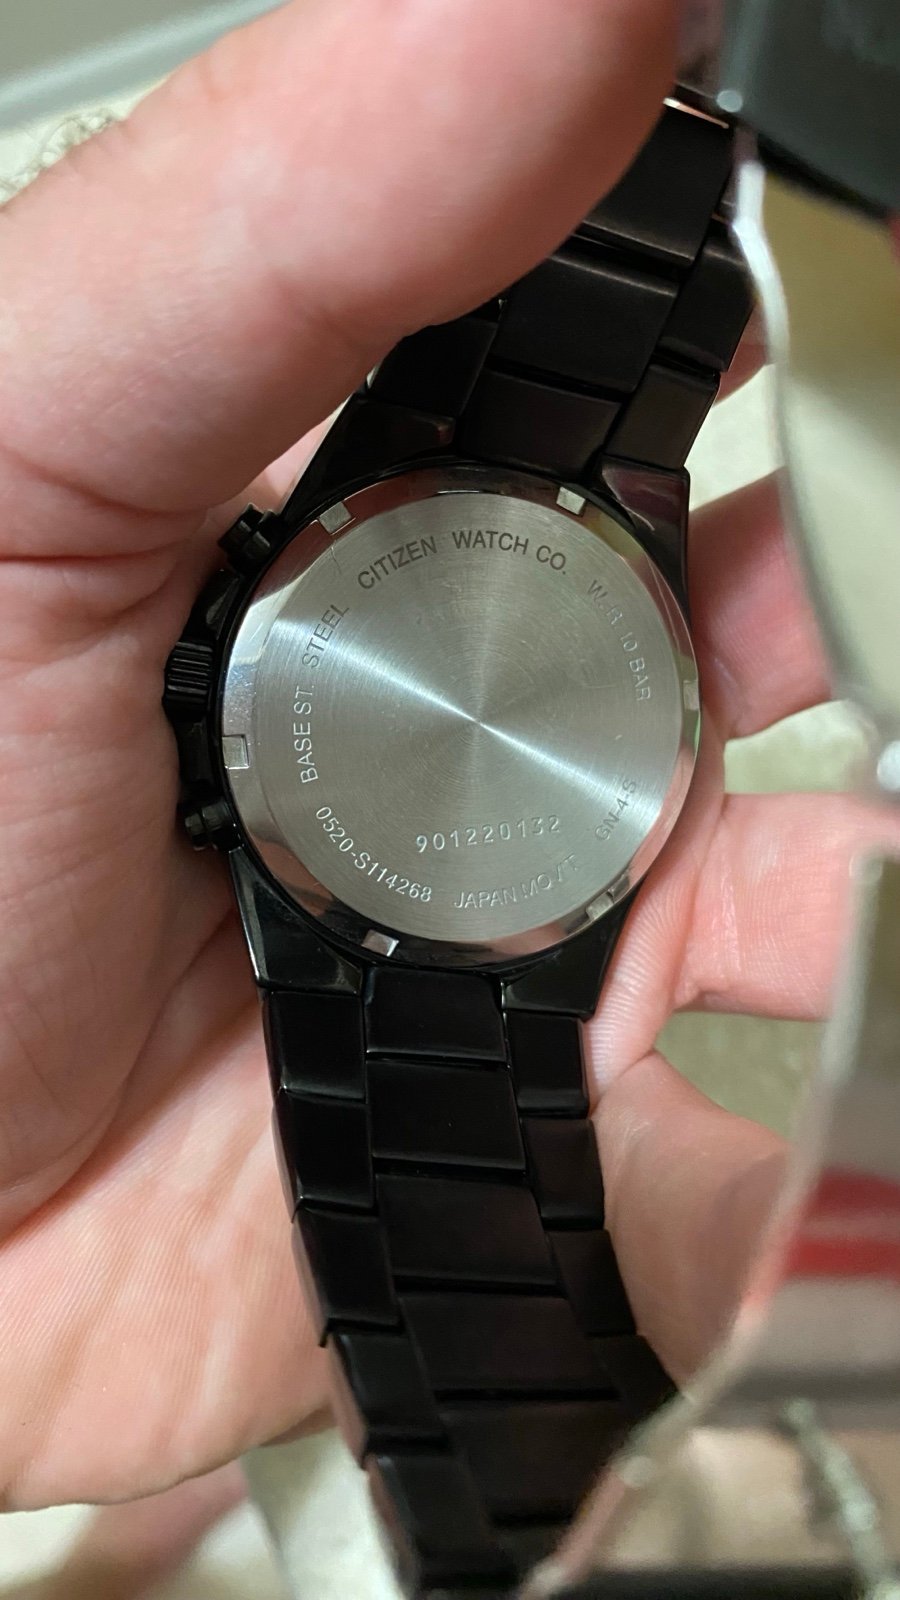 BASE ST. STEEL CITIZEN WATCH CO. W.R 10 BAR
901220132
0520-S114268 JAPAN MOV'T GN-4-S